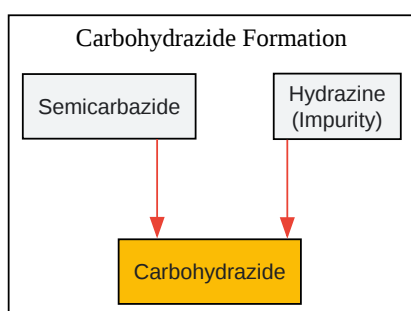 Carbohydrazide Formation
Semicarbazide
Hydrazine
(Impurity)
Carbohydrazide